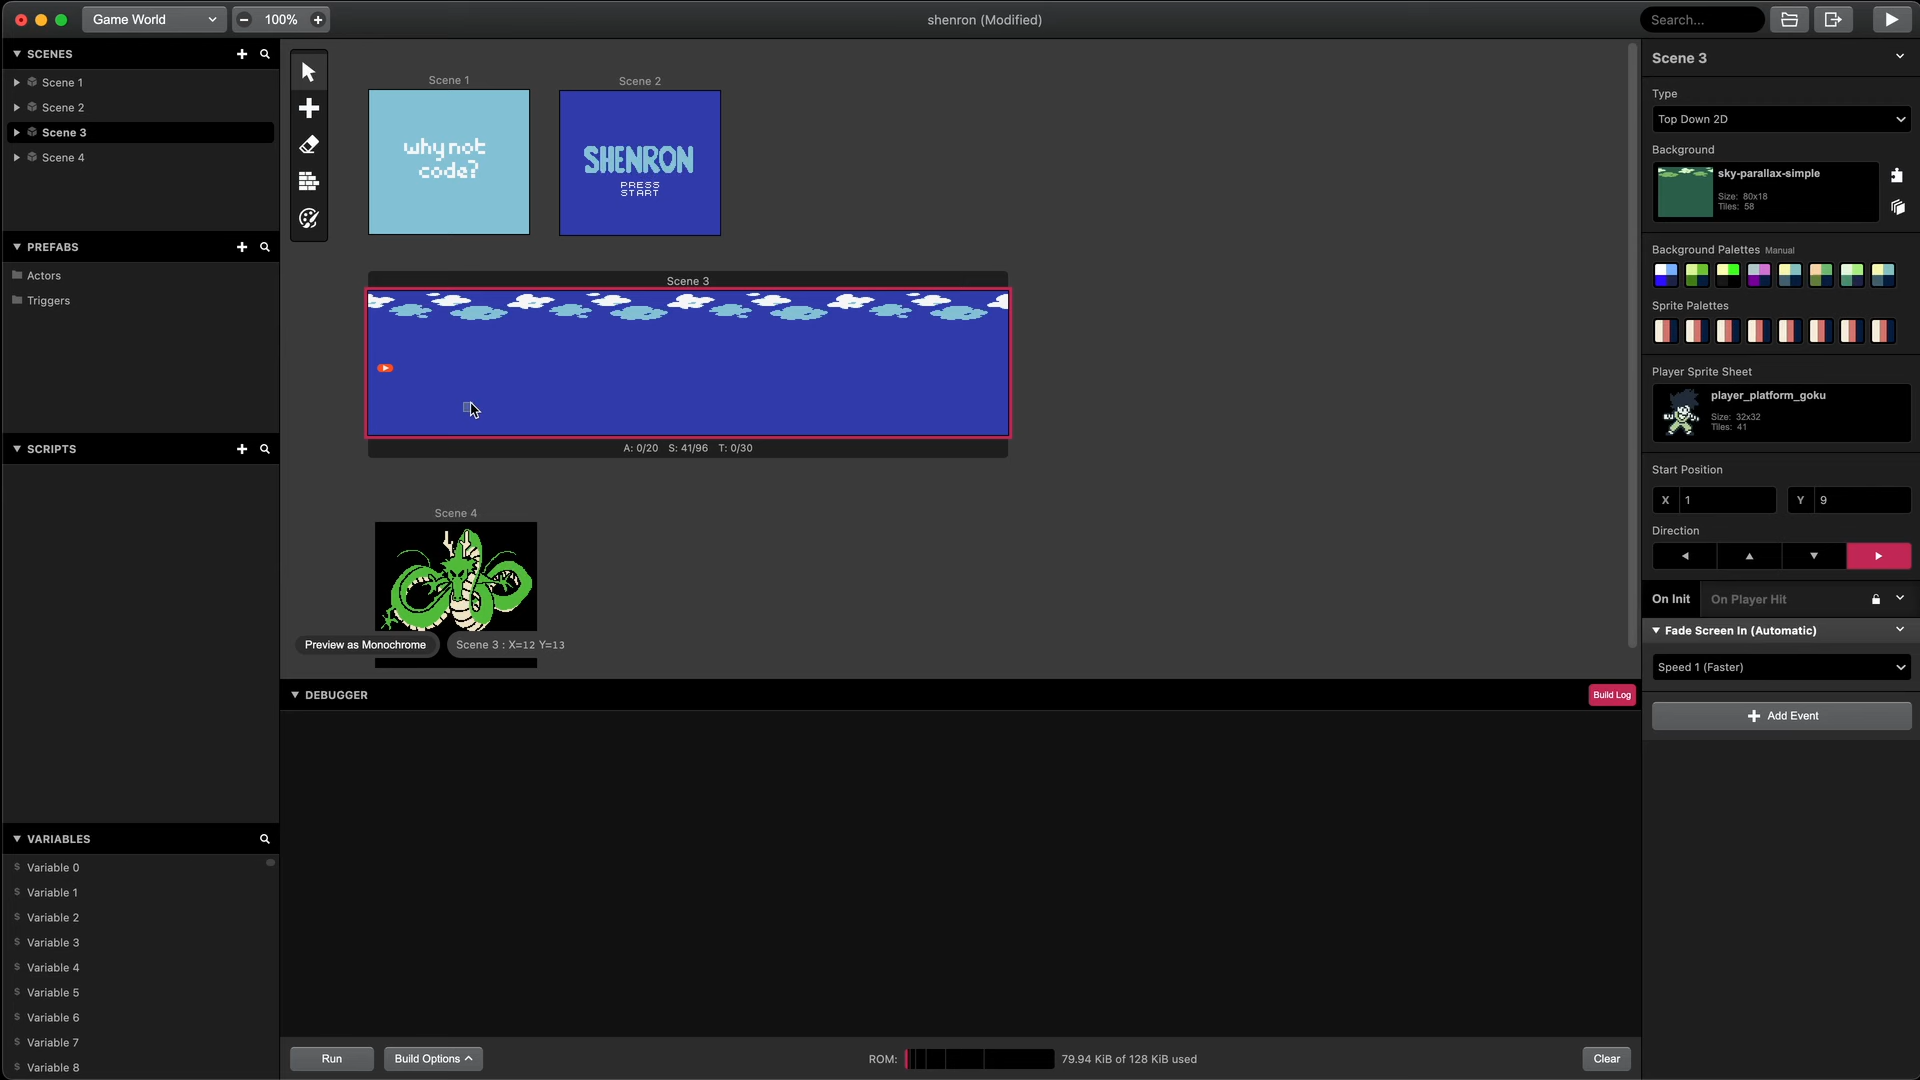 Game World
100%
shenron (Modified)
Search...
SCENES
Scene 1
Scene 2
Scene 3
Scene 4
PREFABS
Actors
Triggers
SCRIPTS
VARIABLES
$ Variable 0
$ Variable 1
$ Variable 2
$ Variable 3
$ Variable 4
$ Variable 5
$ Variable 6
$ Variable 7
$ Variable 8
Scene 1
why not
code?
Scene 2
SHENRON
PRESS
START
Scene 3
A: 0/20 S: 41/96 T: 0/30
Scene 4
Preview as Monochrome
Scene 3 : X=12 Y=13
DEBUGGER
Build Log
Run
Build Options
ROM:
79.94 KiB of 128 KiB used
Clear
Scene 3
Type
Top Down 2D
Background
sky-parallax-simple
Size: 80x18
Tiles: 58
Background Palettes Manual
Sprite Palettes
Player Sprite Sheet
player_platform_goku
Size: 32x32
Tiles: 41
Start Position
X 1
Y 9
Direction
On Init
On Player Hit
Fade Screen In (Automatic)
Speed 1 (Faster)
Add Event